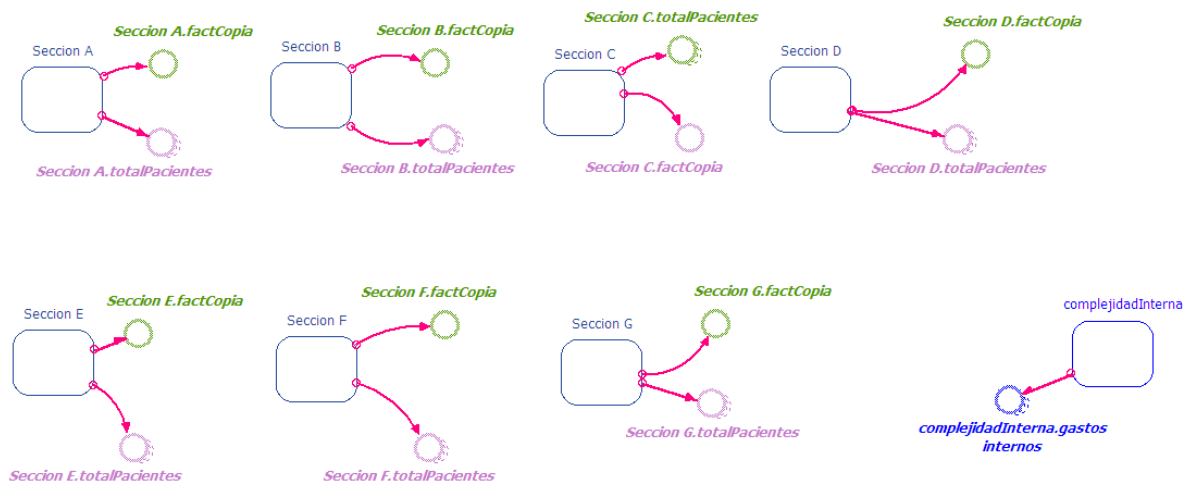 Seccion A
Seccion A.factCopia
Seccion A.totalPacientes
Seccion B
Seccion B.factCopia
Seccion B.totalPacientes
Seccion C
Seccion C.totalPacientes
Seccion C.factCopia
Seccion D
Seccion D.factCopia
Seccion D.totalPacientes
Seccion E
Seccion E.factCopia
Seccion E.totalPacientes
Seccion F
Seccion F.factCopia
Seccion F.totalPacientes
Seccion G
Seccion G.factCopia
Seccion G.totalPacientes
complejidadInterna
complejidadInterna.gastos
internos